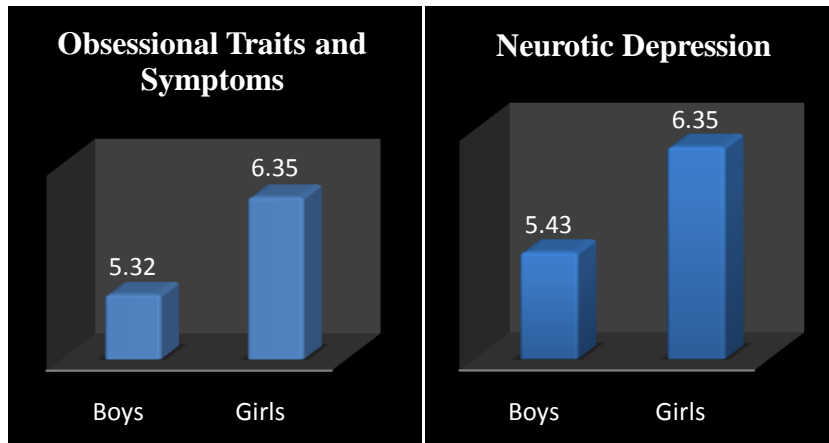 Obsessional Traits and
Symptoms
6.35
5.32
Boys Girls
Neurotic Depression
6.35
5.43
Boys Girls